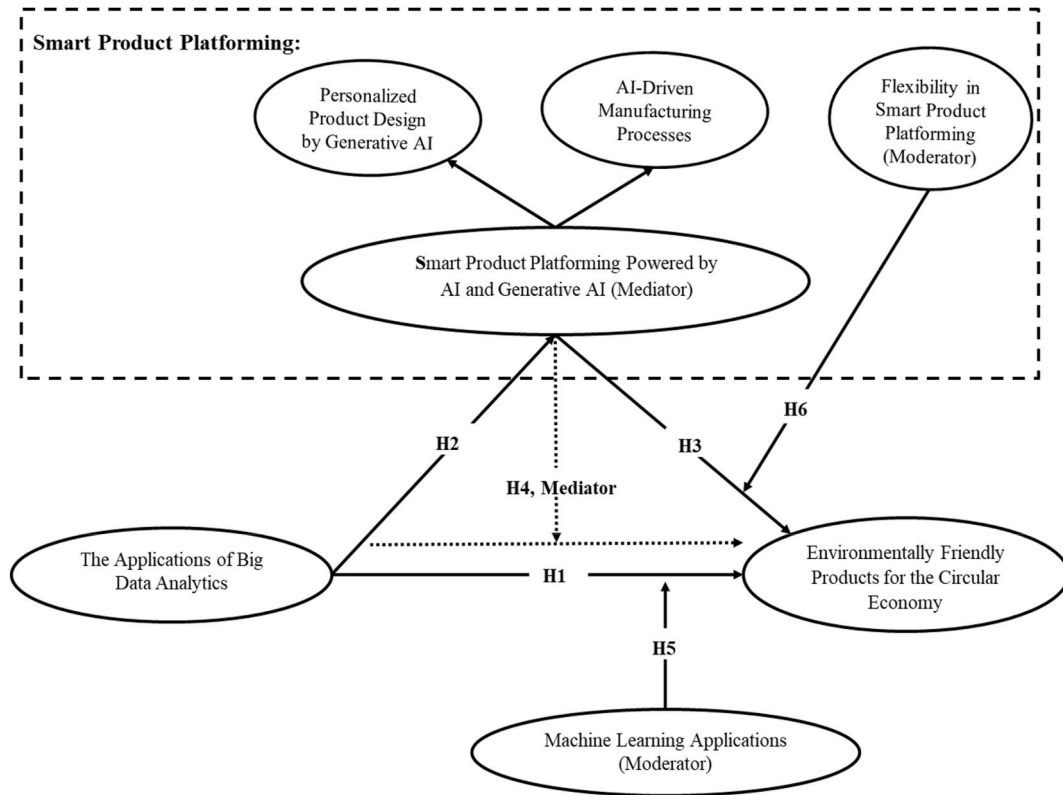 Smart Product Platforming:
Personalized
Product Design
by Generative AI
AI-Driven
Manufacturing
Processes
Flexibility in
Smart Product
Platforming
(Moderator)
Smart Product Platforming Powered by
AI and Generative AI (Mediator)
H6
H2
H3
H4, Mediator
The Applications of Big
Data Analytics
H1
Environmentally Friendly
Products for the Circular
Economy
H5
Machine Learning Applications
(Moderator)